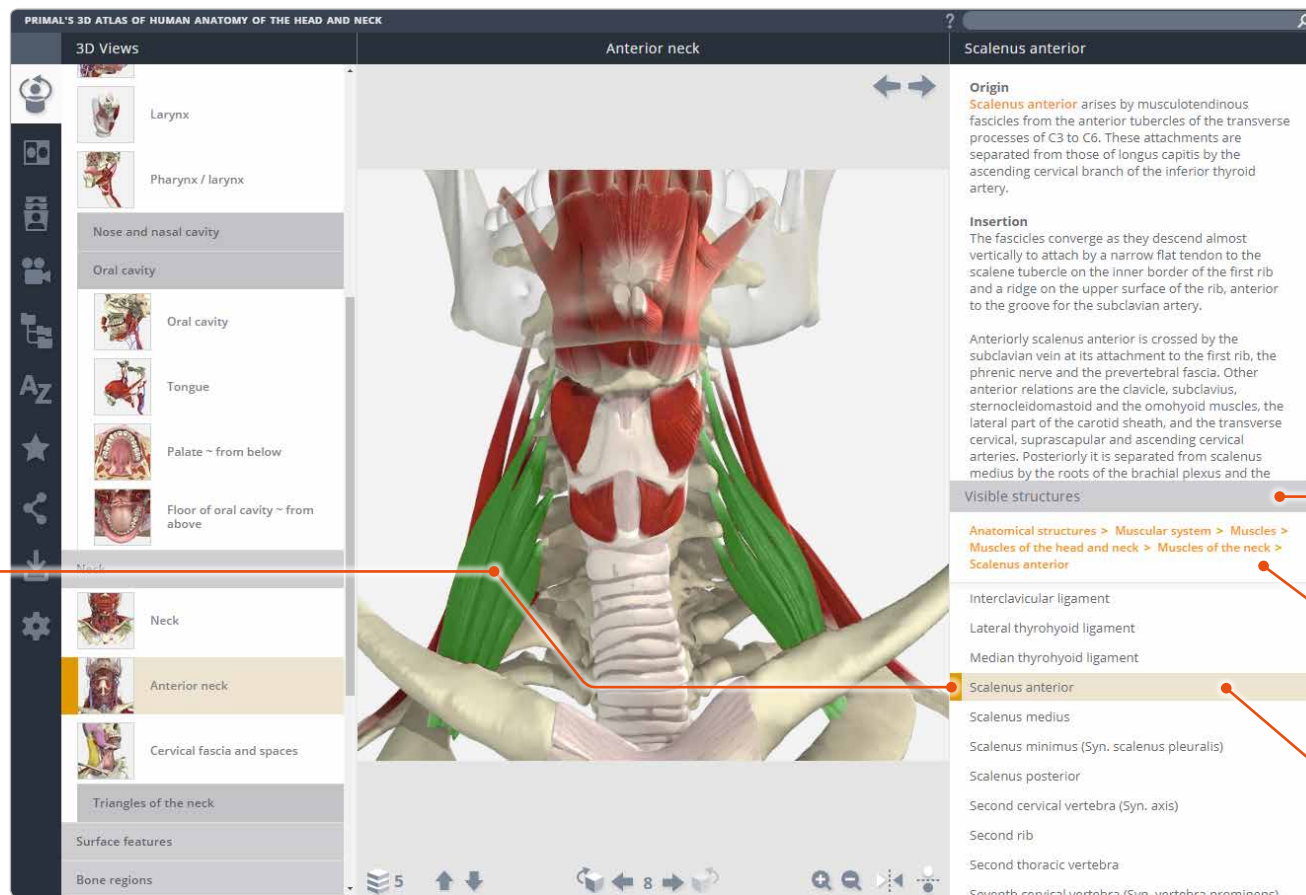 PRIMAL'S 3D ATLAS OF HUMAN ANATOMY OF THE HEAD AND NECK
?
3D Views
Anterior neck
Scalenus anterior
Larynx
Pharynx / larynx
Nose and nasal cavity
Oral cavity
Oral cavity
Tongue
Palate ~ from below
Floor of oral cavity ~ from
above
Neck
Neck
Anterior neck
Cervical fascia and spaces
Triangles of the neck
Surface features
Bone regions
AZ
5
8
Origin
Scalenus anterior arises by musculotendinous
fascicles from the anterior tubercles of the transverse
processes of C3 to C6. These attachments are
separated from those of longus capitis by the
ascending cervical branch of the inferior thyroid
artery.
Insertion
The fascicles converge as they descend almost
vertically to attach by a narrow flat tendon to the
scalene tubercle on the inner border of the first rib
and a ridge on the upper surface of the rib, anterior
to the groove for the subclavian artery.
Anteriorly scalenus anterior is crossed by the
subclavian vein at its attachment to the first rib, the
phrenic nerve and the prevertebral fascia. Other
anterior relations are the clavicle, subclavius,
sternocleidomastoid and the omohyoid muscles, the
lateral part of the carotid sheath, and the transverse
cervical, suprascapular and ascending cervical
arteries. Posteriorly it is separated from scalenus
medius by the roots of the brachial plexus and the
Visible structures
Anatomical structures > Muscular system > Muscles >
Muscles of the head and neck > Muscles of the neck >
Scalenus anterior
Interclavicular ligament
Lateral thyrohyoid ligament
Median thyrohyoid ligament
Scalenus anterior
Scalenus medius
Scalenus minimus (Syn. scalenus pleuralis)
Scalenus posterior
Second cervical vertebra (Syn. axis)
Second rib
Second thoracic vertebra
Seventh cervical vertebra (Syn. vertebra prominens)